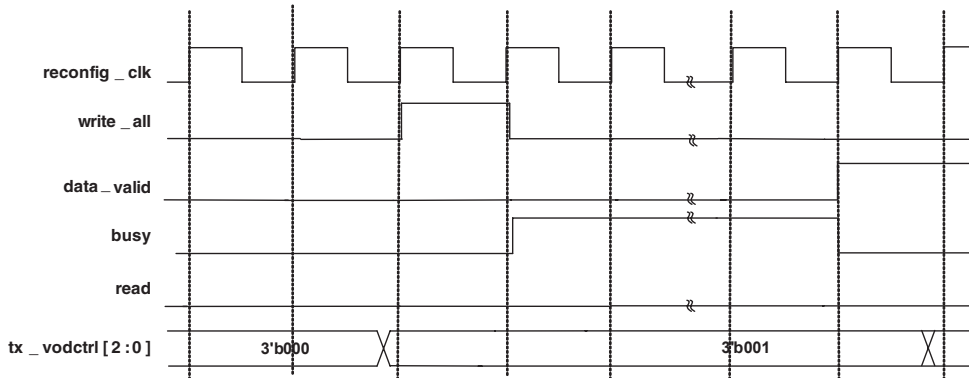 reconfig _ clk
write _ all
data _ valid
busy
read
tx _ vodctrl [ 2 : 0 ] 3'b000 3'b001